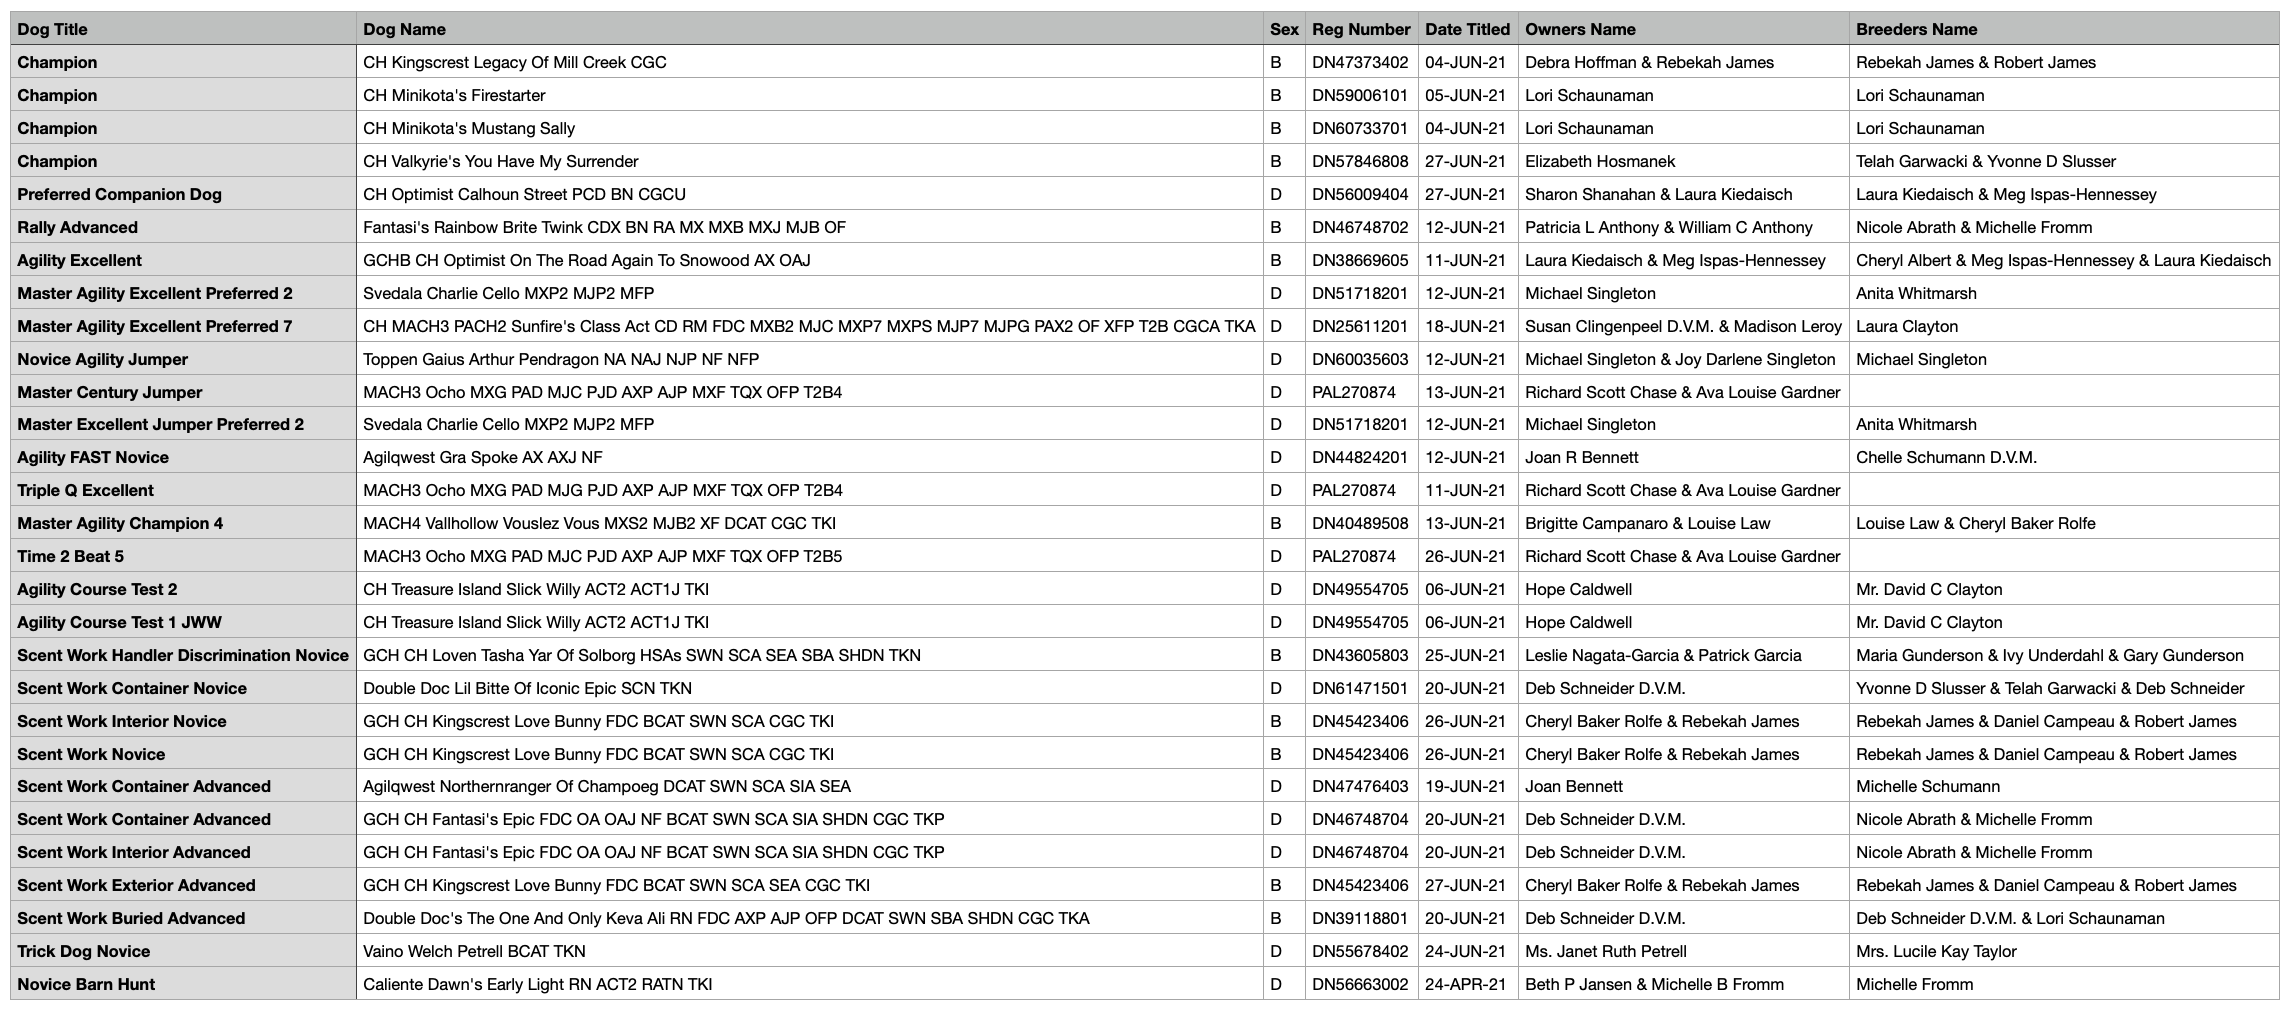 Dog Title Dog Name Sex Reg Number Date Titled Owners Name Breeders Name
Champion CH Kingscrest Legacy Of Mill Creek CGC B DN47373402 04-JUN-21 Debra Hoffman & Rebekah James Rebekah James & Robert James
Champion CH Minikota's Firestarter B DN59006101 05-JUN-21 Lori Schaunaman Lori Schaunaman
Champion CH Minikota's Mustang Sally B DN60733701 04-JUN-21 Lori Schaunaman Lori Schaunaman
Champion CH Valkyrie's You Have My Surrender B DN57846808 27-JUN-21 Elizabeth Hosmanek Telah Garwacki & Yvonne D Slusser
Preferred Companion Dog CH Optimist Calhoun Street PCD BN CGCU D DN56009404 27-JUN-21 Sharon Shanahan & Laura Kiedaisch Laura Kiedaisch & Meg Ispas-Hennessey
Rally Advanced Fantasi's Rainbow Brite Twink CDX BN RA MX MXB MXJ MJB OF B DN46748702 12-JUN-21 Patricia L Anthony & William C Anthony Nicole Abrath & Michelle Fromm
Agility Excellent GCHB CH Optimist On The Road Again To Snowood AX OAJ B DN38669605 11-JUN-21 Laura Kiedaisch & Meg Ispas-Hennessey Cheryl Albert & Meg Ispas-Hennessey & Laura Kiedaisch
Master Agility Excellent Preferred 2 Svedala Charlie Cello MXP2 MJP2 MFP D DN51718201 12-JUN-21 Michael Singleton Anita Whitmarsh
Master Agility Excellent Preferred 7 CH MACH3 PACH2 Sunfire's Class Act CD RM FDC MXB2 MJC MXP7 MXPS MJP7 MJPG PAX2 OF XFP T2B CGCA TKA D DN25611201 18-JUN-21 Susan Clingenpeel D.V.M. & Madison Leroy Laura Clayton
Novice Agility Jumper Toppen Gaius Arthur Pendragon NA NAJ NJP NF NFP D DN60035603 12-JUN-21 Michael Singleton & Joy Darlene Singleton Michael Singleton
Master Century Jumper MACH3 Ocho MXG PAD MJC PJD AXP AJP MXF TQX OFP T2B4 D PAL270874 13-JUN-21 Richard Scott Chase & Ava Louise Gardner
Master Excellent Jumper Preferred 2 Svedala Charlie Cello MXP2 MJP2 MFP D DN51718201 12-JUN-21 Michael Singleton Anita Whitmarsh
Agility FAST Novice Agilqwest Gra Spoke AX AXJ NF D DN44824201 12-JUN-21 Joan R Bennett Chelle Schumann D.V.M.
Triple Q Excellent MACH3 Ocho MXG PAD MJG PJD AXP AJP MXF TQX OFP T2B4 D PAL270874 11-JUN-21 Richard Scott Chase & Ava Louise Gardner
Master Agility Champion 4 MACH4 Vallhollow Vouslez Vous MXS2 MJB2 XF DCAT CGC TKI B DN40489508 13-JUN-21 Brigitte Campanaro & Louise Law Louise Law & Cheryl Baker Rolfe
Time 2 Beat 5 MACH3 Ocho MXG PAD MJC PJD AXP AJP MXF TQX OFP T2B5 D PAL270874 26-JUN-21 Richard Scott Chase & Ava Louise Gardner
Agility Course Test 2 CH Treasure Island Slick Willy ACT2 ACT1J TKI D DN49554705 06-JUN-21 Hope Caldwell Mr. David C Clayton
Agility Course Test 1 JWW CH Treasure Island Slick Willy ACT2 ACT1J TKI D DN49554705 06-JUN-21 Hope Caldwell Mr. David C Clayton
Scent Work Handler Discrimination Novice GCH CH Loven Tasha Yar Of Solborg HSAs SWN SCA SEA SBA SHDN TKN B DN43605803 25-JUN-21 Leslie Nagata-Garcia & Patrick Garcia Maria Gunderson & Ivy Underdahl & Gary Gunderson
Scent Work Container Novice Double Doc Lil Bitte Of Iconic Epic SCN TKN D DN61471501 20-JUN-21 Deb Schneider D.V.M. Yvonne D Slusser & Telah Garwacki & Deb Schneider
Scent Work Interior Novice GCH CH Kingscrest Love Bunny FDC BCAT SWN SCA CGC TKI B DN45423406 26-JUN-21 Cheryl Baker Rolfe & Rebekah James Rebekah James & Daniel Campeau & Robert James
Scent Work Novice GCH CH Kingscrest Love Bunny FDC BCAT SWN SCA CGC TKI B DN45423406 26-JUN-21 Cheryl Baker Rolfe & Rebekah James Rebekah James & Daniel Campeau & Robert James
Scent Work Container Advanced Agilqwest Northernranger Of Champoeg DCAT SWN SCA SIA SEA D DN47476403 19-JUN-21 Joan Bennett Michelle Schumann
Scent Work Container Advanced GCH CH Fantasi's Epic FDC OA OAJ NF BCAT SWN SCA SIA SHDN CGC TKP D DN46748704 20-JUN-21 Deb Schneider D.V.M. Nicole Abrath & Michelle Fromm
Scent Work Interior Advanced GCH CH Fantasi's Epic FDC OA OAJ NF BCAT SWN SCA SIA SHDN CGC TKP D DN46748704 20-JUN-21 Deb Schneider D.V.M. Nicole Abrath & Michelle Fromm
Scent Work Exterior Advanced GCH CH Kingscrest Love Bunny FDC BCAT SWN SCA SEA CGC TKI B DN45423406 27-JUN-21 Cheryl Baker Rolfe & Rebekah James Rebekah James & Daniel Campeau & Robert James
Scent Work Buried Advanced Double Doc's The One And Only Keva Ali RN FDC AXP AJP OFP DCAT SWN SBA SHDN CGC TKA B DN39118801 20-JUN-21 Deb Schneider D.V.M. Deb Schneider D.V.M. & Lori Schaunaman
Trick Dog Novice Vaino Welch Petrell BCAT TKN D DN55678402 24-JUN-21 Ms. Janet Ruth Petrell Mrs. Lucile Kay Taylor
Novice Barn Hunt Caliente Dawn's Early Light RN ACT2 RATN TKI D DN56663002 24-APR-21 Beth P Jansen & Michelle B Fromm Michelle Fromm